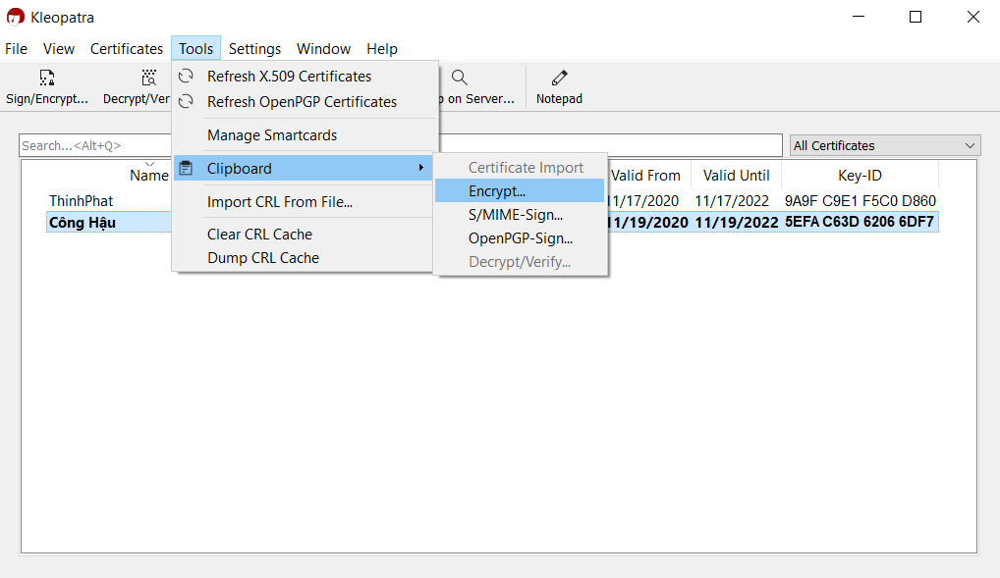 Kleopatra
File View Certificates Tools Settings Window Help
Sign/Encrypt... Decrypt/Ver on Server... Notepad
Refresh X.509 Certificates
Refresh OpenPGP Certificates
Manage Smartcards
Clipboard
Import CRL From File...
Clear CRL Cache
Dump CRL Cache
Certificate Import
Encrypt...
S/MIME-Sign...
OpenPGP-Sign...
Decrypt/Verify...
Search...<Alt+Q> All Certificates
Name Valid From Valid Until Key-ID
ThinhPhat 11/17/2020 11/17/2022 9A9F C9E1 F5C0 D860
Công Hậu 11/19/2020 11/19/2022 5EFA C63D 6206 6DF7